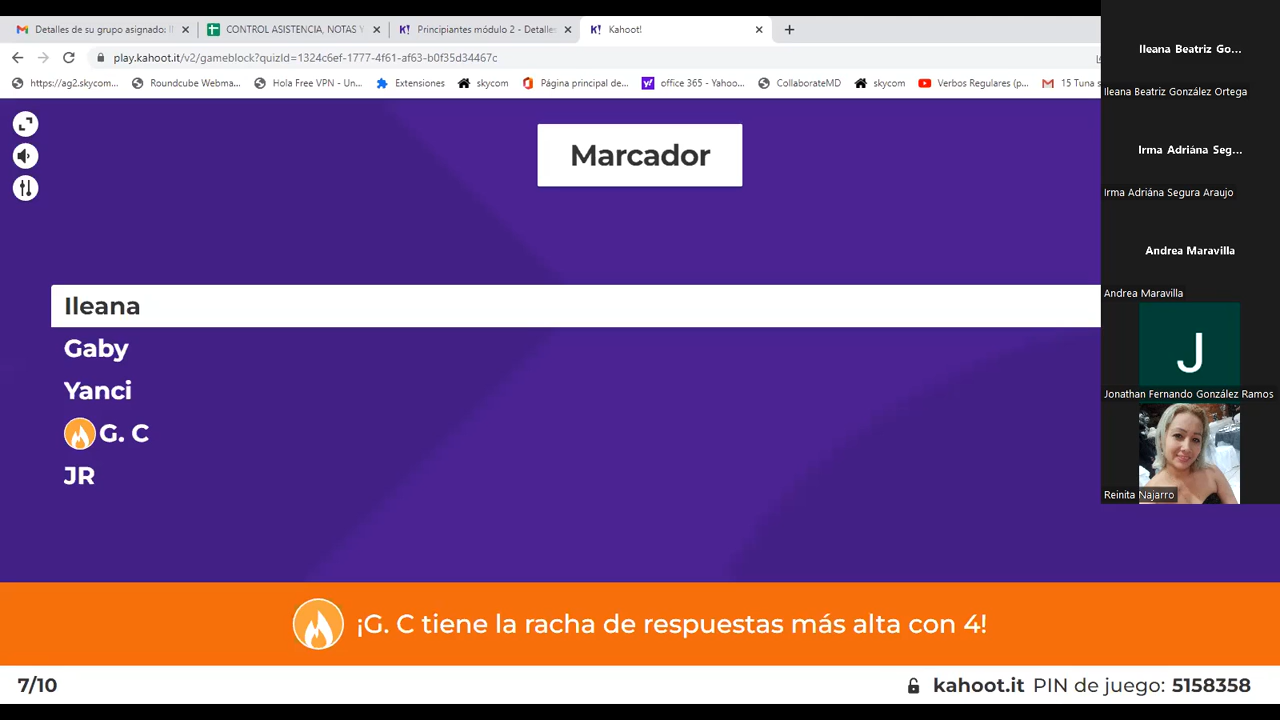 Detalles de su grupo asignado: I
CONTROL ASISTENCIA, NOTAS Y
Principiantes módulo 2 - Detalle
Kahoot!
play.kahoot.it/v2/gameblock?quizId=1324c6ef-1777-4f61-af63-b0f35d34467c
https://ag2.skycom...
Roundcube Webma...
Hola Free VPN - Un...
Extensiones
skycom
Página principal de...
office 365 - Yahoo...
CollaborateMD
skycom
Verbos Regulares (p...
15 Tuna s
Marcador
Ileana
Gaby
Yanci
G. C
JR
¡G. C tiene la racha de respuestas más alta con 4!
7/10
kahoot.it PIN de juego: 5158358
Ileana Beatriz Go...
Ileana Beatriz González Ortega
Irma Adriána Seg...
Irma Adriána Segura Araujo
Andrea Maravilla
Andrea Maravilla
J
Jonathan Fernando González Ramos
Reinita Najarro